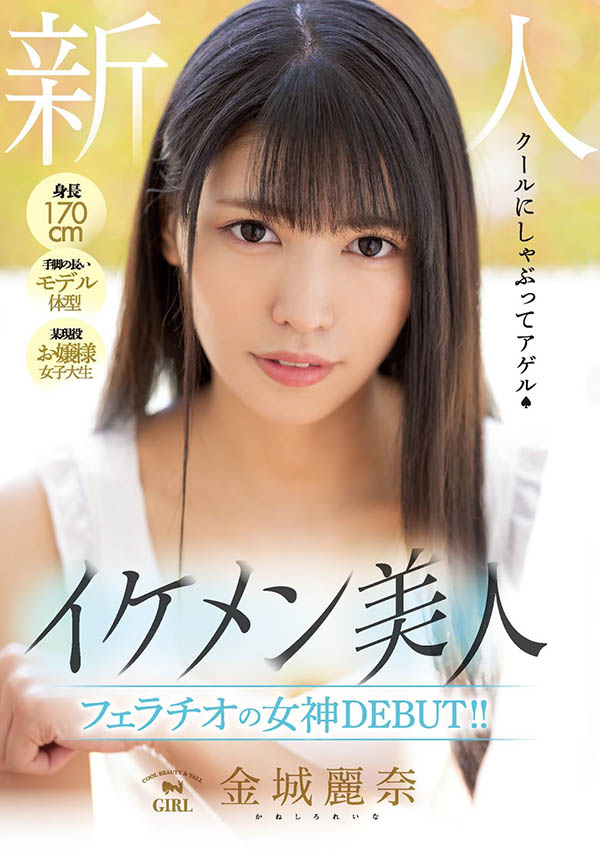 新人
身長
170
cm
手脚の長い
モデル
体型
某現役
お嬢様
女子大生
クールにしゃぶってアゲル♠
イケメン美人
フェラチオの女神DEBUT!!
COOL BEAUTY & TALL
GIRL
金城麗奈
かねしろれいな